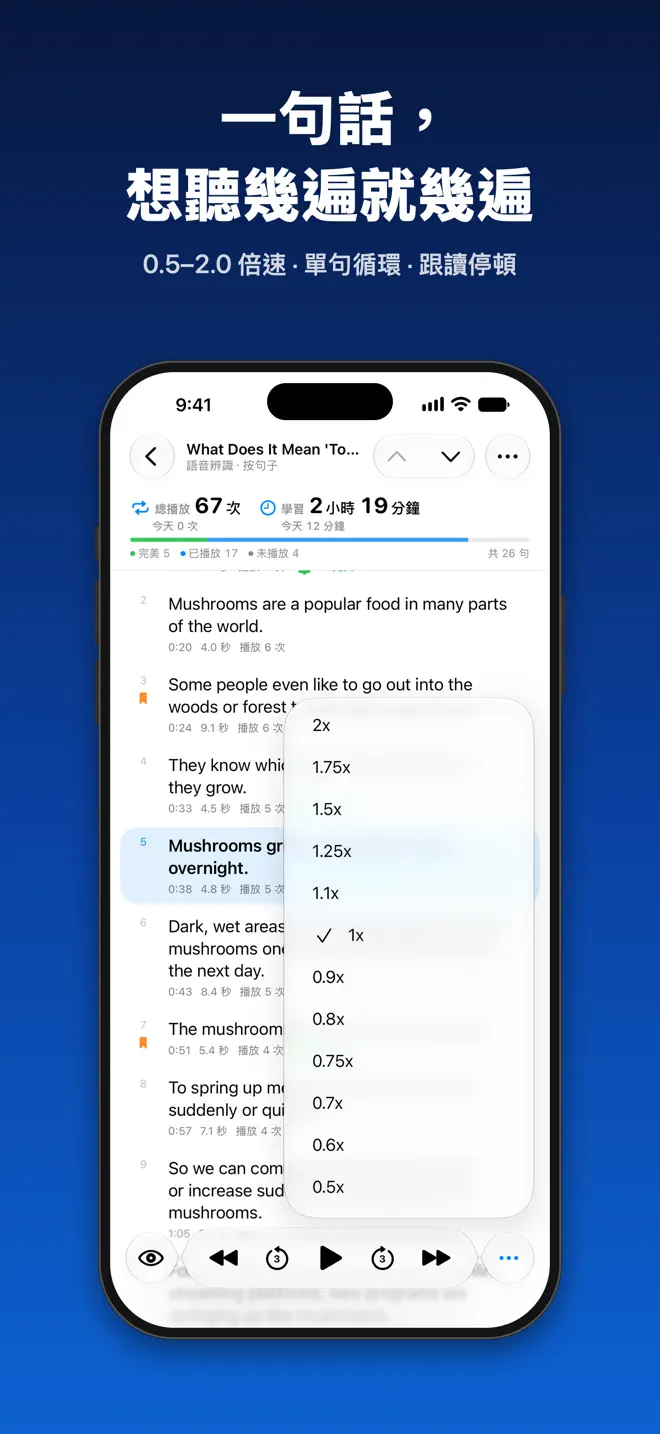 一句話，
想聽幾遍就幾遍
0.5–2.0 倍速 · 單句循環 · 跟讀停頓
9:41
What Does It Mean 'To...
語音辨識 · 按句子
總播放 67 次
今天 0 次
學習 2 小時 19 分鐘
今天 12 分鐘
完美 5 已播放 17 未播放 4 共 26 句
2
Mushrooms are a popular food in many parts
of the world.
0:20 4.0 秒 播放 6 次
3
Some people even like to go out into the
woods or forest
0:24 9.1 秒 播放 6 次
4
They know
they grow.
0:33 4.5 秒 播放 5 次
5
Mushrooms
overnight.
0:38 4.8 秒 播放 5 次
6
Dark, wet areas
mushrooms
the next day.
0:43 8.4 秒 播放 5 次
7
The
0:51 5.4 秒 播放 4 次
8
To spring up
suddenly or
0:57 7.1 秒 播放 4 次
9
So we can
or increase
mushrooms.
1:05
2x
1.75x
1.5x
1.25x
1.1x
1x
0.9x
0.8x
0.75x
0.7x
0.6x
0.5x
3
3